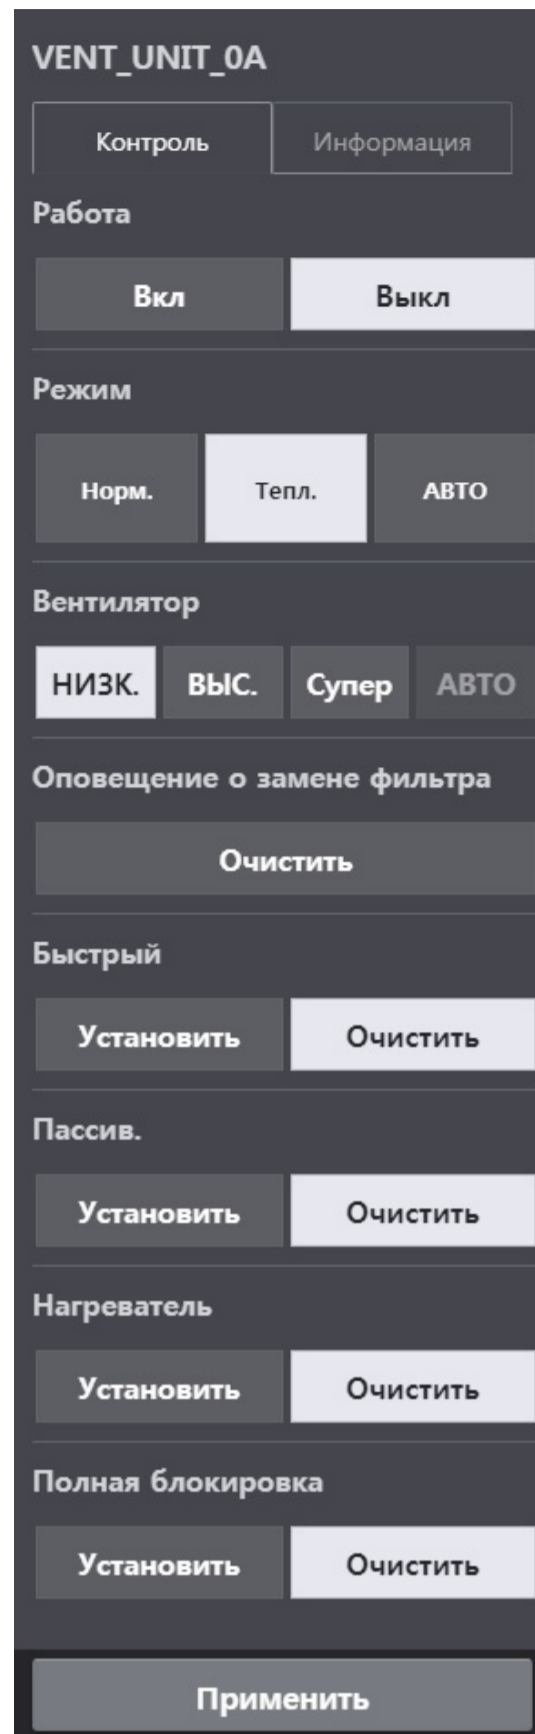 VENT_UNIT_0A
Контроль Информация
Работа
Вкл Выкл
Режим
Норм. Тепл. АВТО
Вентилятор
НИЗК. ВЫС. Супер АВТО
Оповещение о замене фильтра
Очистить
Быстрый
Установить Очистить
Пассив.
Установить Очистить
Нагреватель
Установить Очистить
Полная блокировка
Установить Очистить
Применить